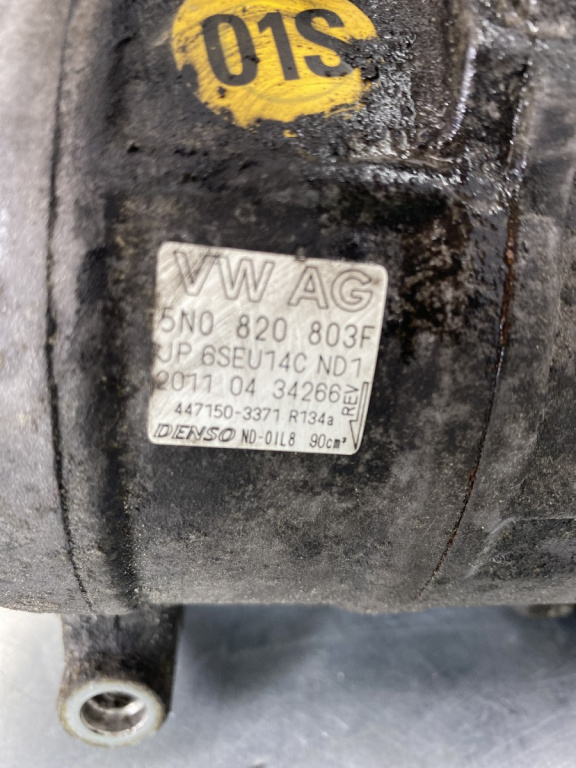 01S
VW AG
5N0 820 803F
JP 6SEU14C ND1
2011 04 34266
REV
447150-3371 R134a
DENSO ND-OIL8 90cm³